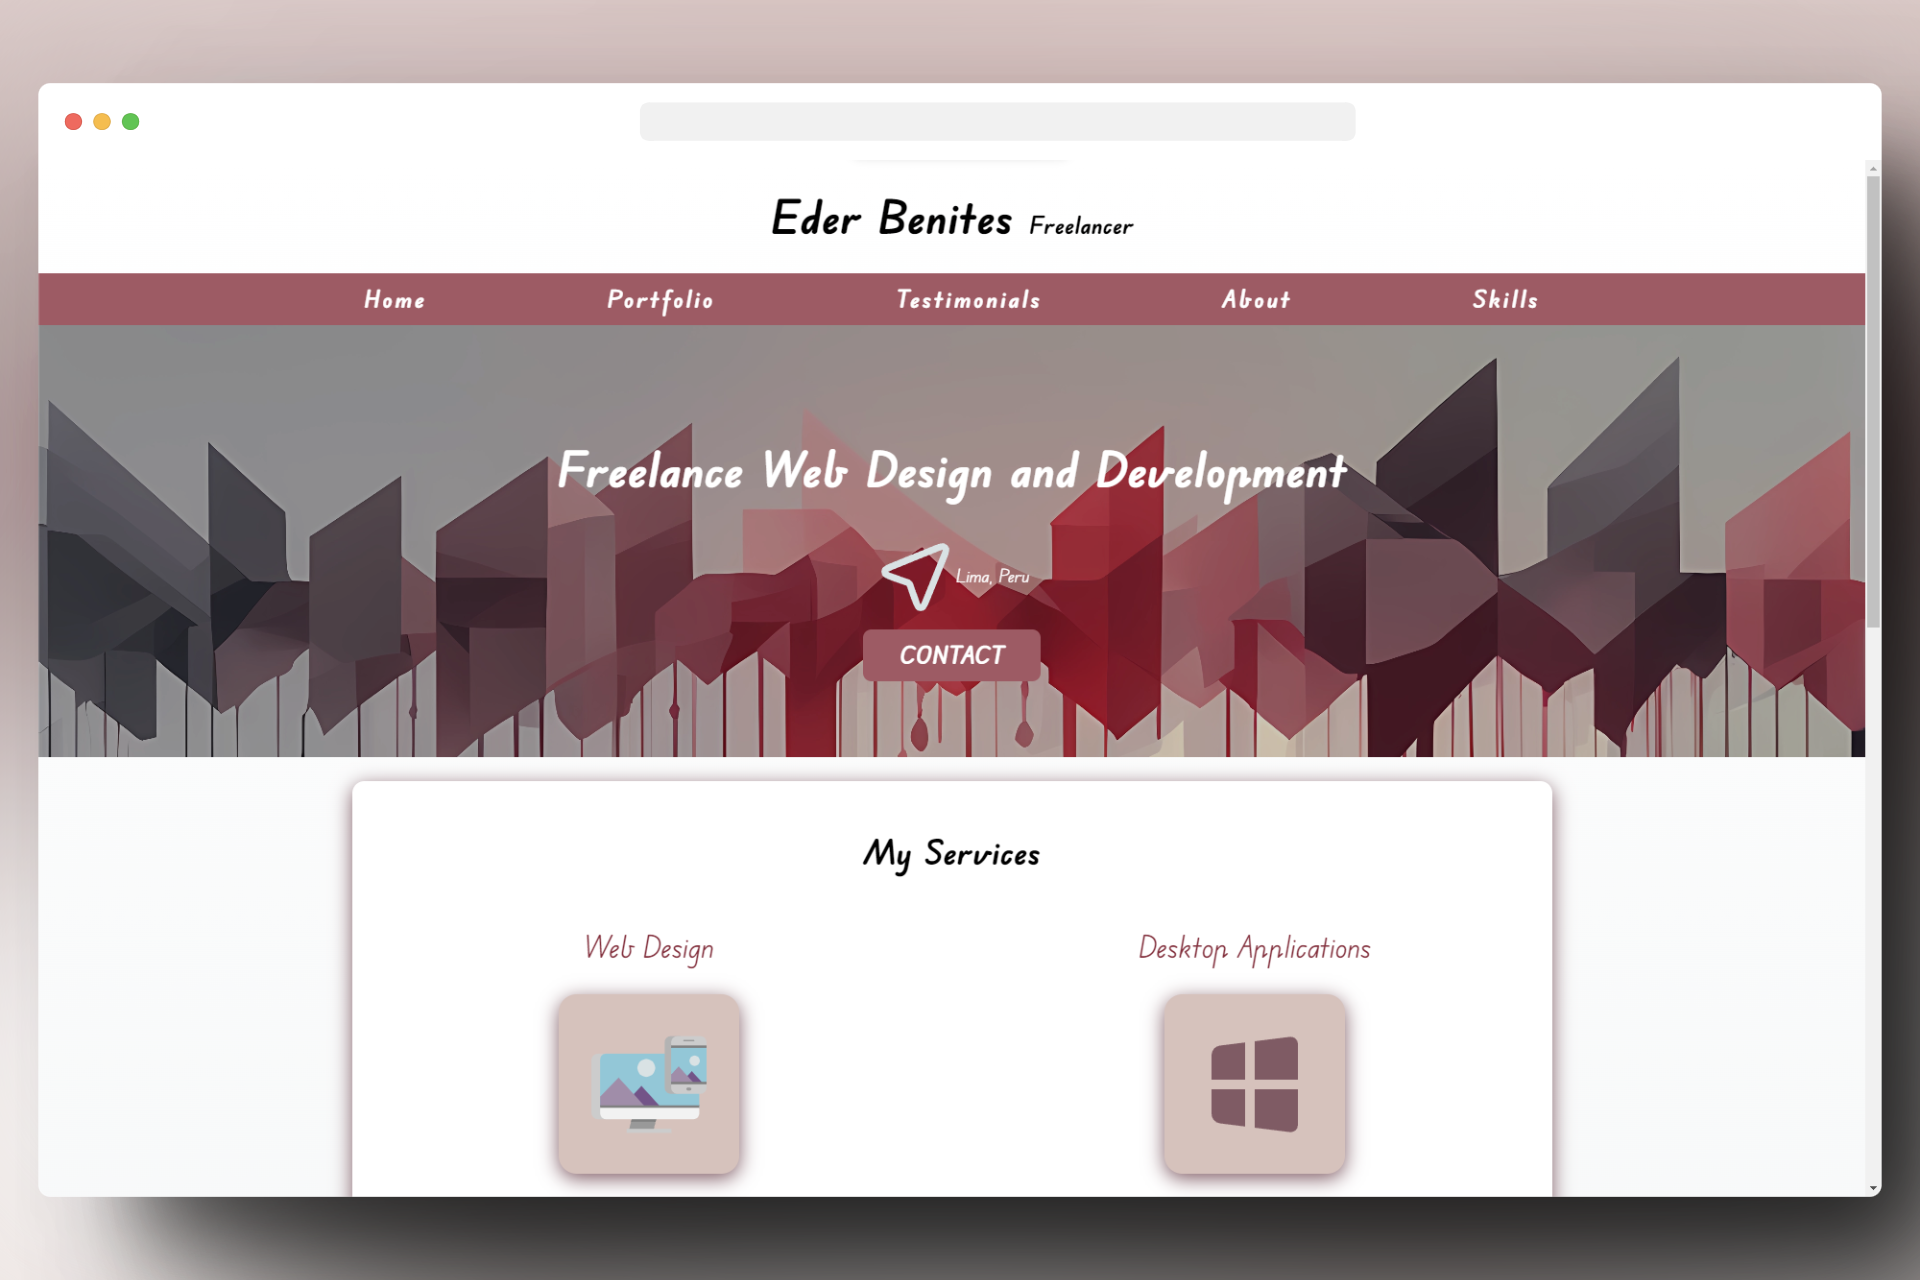 Eder Benites Freelancer
Home Portfolio Testimonials About Skills
Freelance Web Design and Development
Lima, Peru
CONTACT
My Services
Web Design Desktop Applications